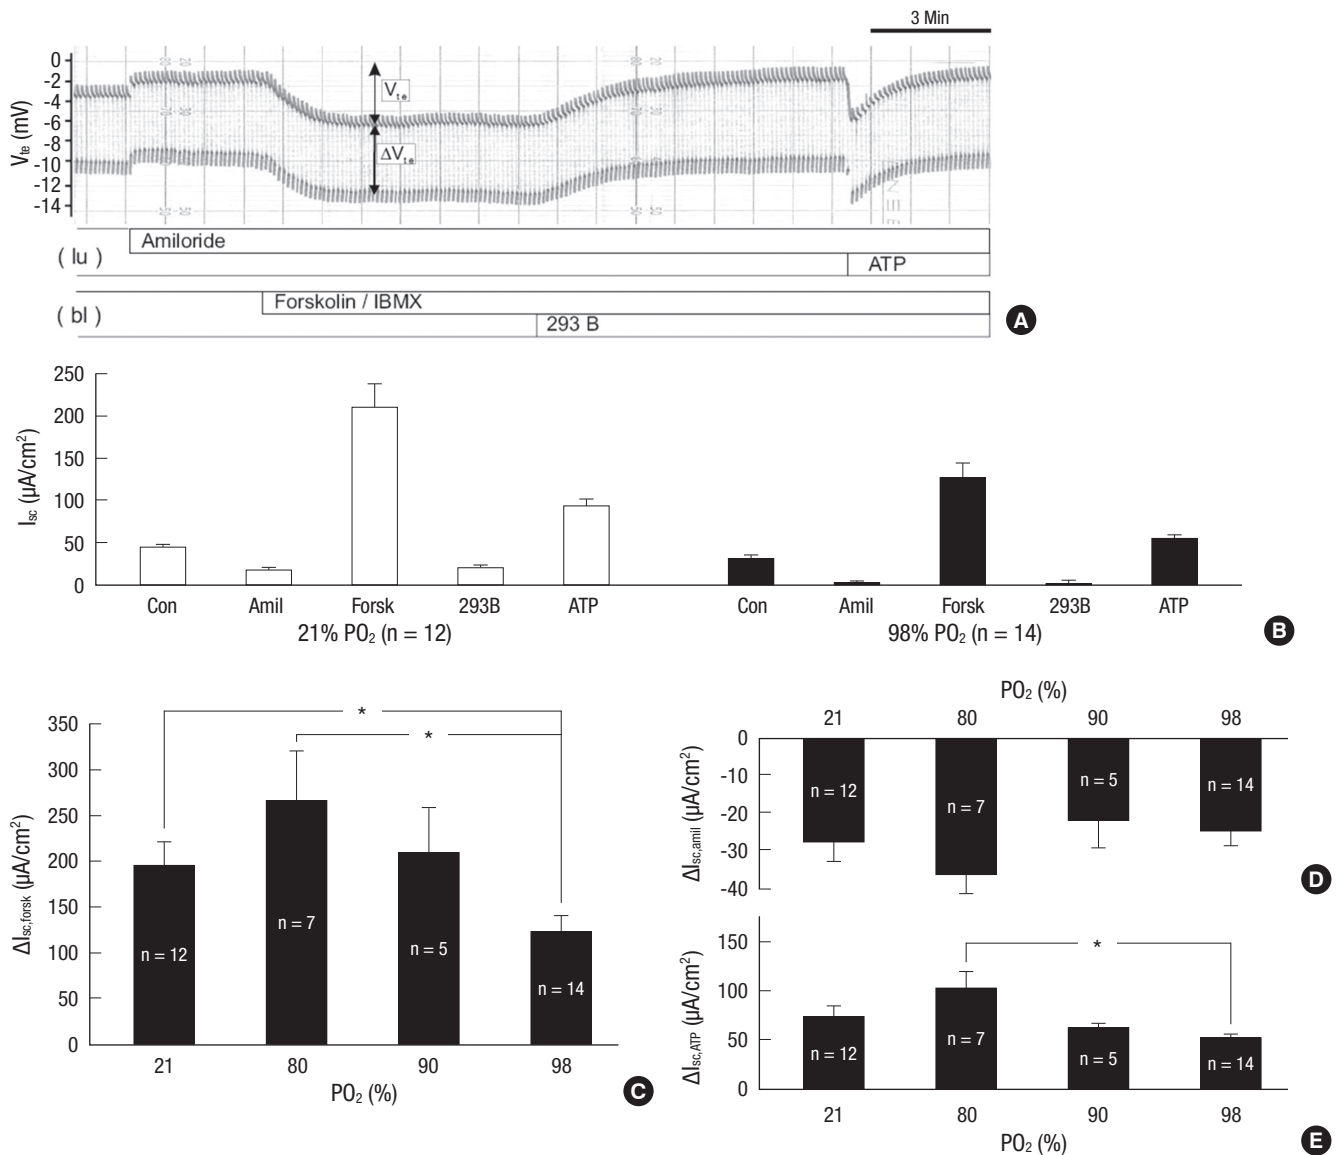 3 Min
0
-2
-4
-6
-8
-10
-12
-14
Vte (mV)
Vte
ΔVte
(lu)
Amiloride
ATP
(bl)
Forskolin / IBMX
293 B
A
250
200
150
100
50
0
Isc (µA/cm²)
Con Amil Forsk 293B ATP Con Amil Forsk 293B ATP
21% PO₂ (n = 12) 98% PO₂ (n = 14)
B
350
300
250
200
150
100
50
0
ΔIsc,forsk (µA/cm²)
* *
n = 12 n = 7 n = 5 n = 14
21 80 90 98
PO₂ (%)
C
PO₂ (%)
21 80 90 98
0
-10
-20
-30
-40
ΔIsc,amil (µA/cm²)
n = 12 n = 7 n = 5 n = 14
D
150
100
50
0
ΔIsc,ATP (µA/cm²)
*
n = 12 n = 7 n = 5 n = 14
21 80 90 98
PO₂ (%)
E